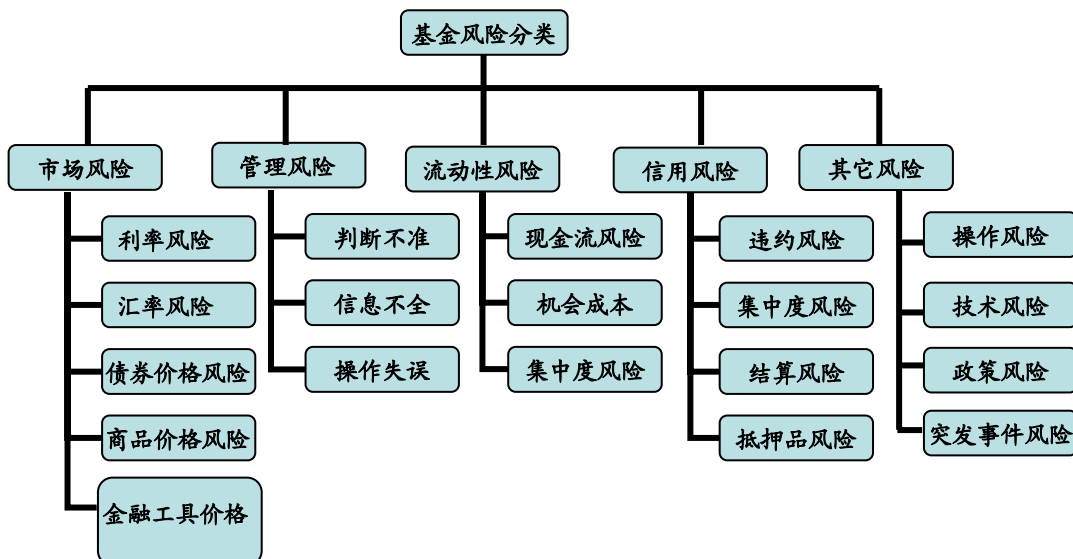 基金风险分类
市场风险
利率风险
汇率风险
债券价格风险
商品价格风险
金融工具价格
管理风险
判断不准
信息不全
操作失误
流动性风险
现金流风险
机会成本
集中度风险
信用风险
违约风险
集中度风险
结算风险
抵押品风险
其它风险
操作风险
技术风险
政策风险
突发事件风险